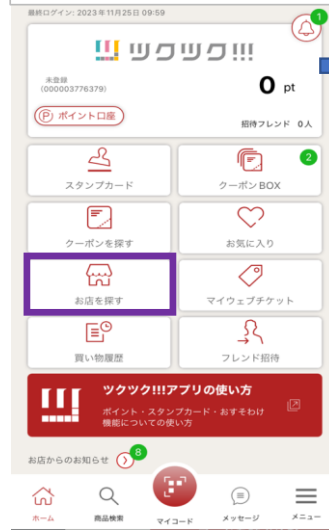 最終ログイン: 2023年11月25日 09:59
1
ツクツク!!!
未登録
(000003776379)
0 pt
P ポイント口座
招待フレンド 0人
スタンプカード
2
クーポンBOX
クーポンを探す
お気に入り
お店を探す
マイウェブチケット
買い物履歴
フレンド招待
ツクツク!!!アプリの使い方
ポイント・スタンプカード・おすそわけ
機能についての使い方
お店からのお知らせ
8
ホーム
商品検索
マイコード
メッセージ
メニュー